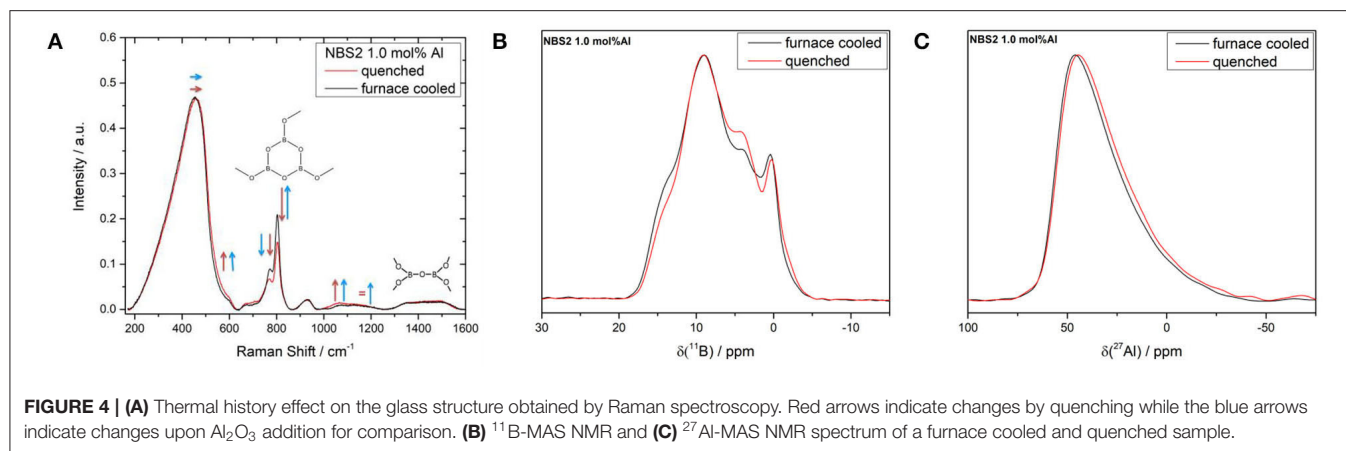 A
NBS2 1.0 mol% Al
quenched
furnace cooled
0.6
0.5
0.4
0.3
0.2
0.1
0.0
Intensity / a.u.
200 400 600 800 1000 1200 1400 1600
Raman Shift / cm⁻¹
O
O
B
O
O
B
B
O
O
O
=
O
O
B
O
B
O
O
B
NBS2 1.0 mol%Al
furnace cooled
quenched
30 20 10 0 -10
δ(¹¹B) / ppm
C
NBS2 1.0 mol%Al
furnace cooled
quenched
100 50 0 -50
δ(²⁷Al) / ppm
FIGURE 4 | (A) Thermal history effect on the glass structure obtained by Raman spectroscopy. Red arrows indicate changes by quenching while the blue arrows
indicate changes upon Al₂O₃ addition for comparison. (B) ¹¹B-MAS NMR and (C) ²⁷Al-MAS NMR spectrum of a furnace cooled and quenched sample.